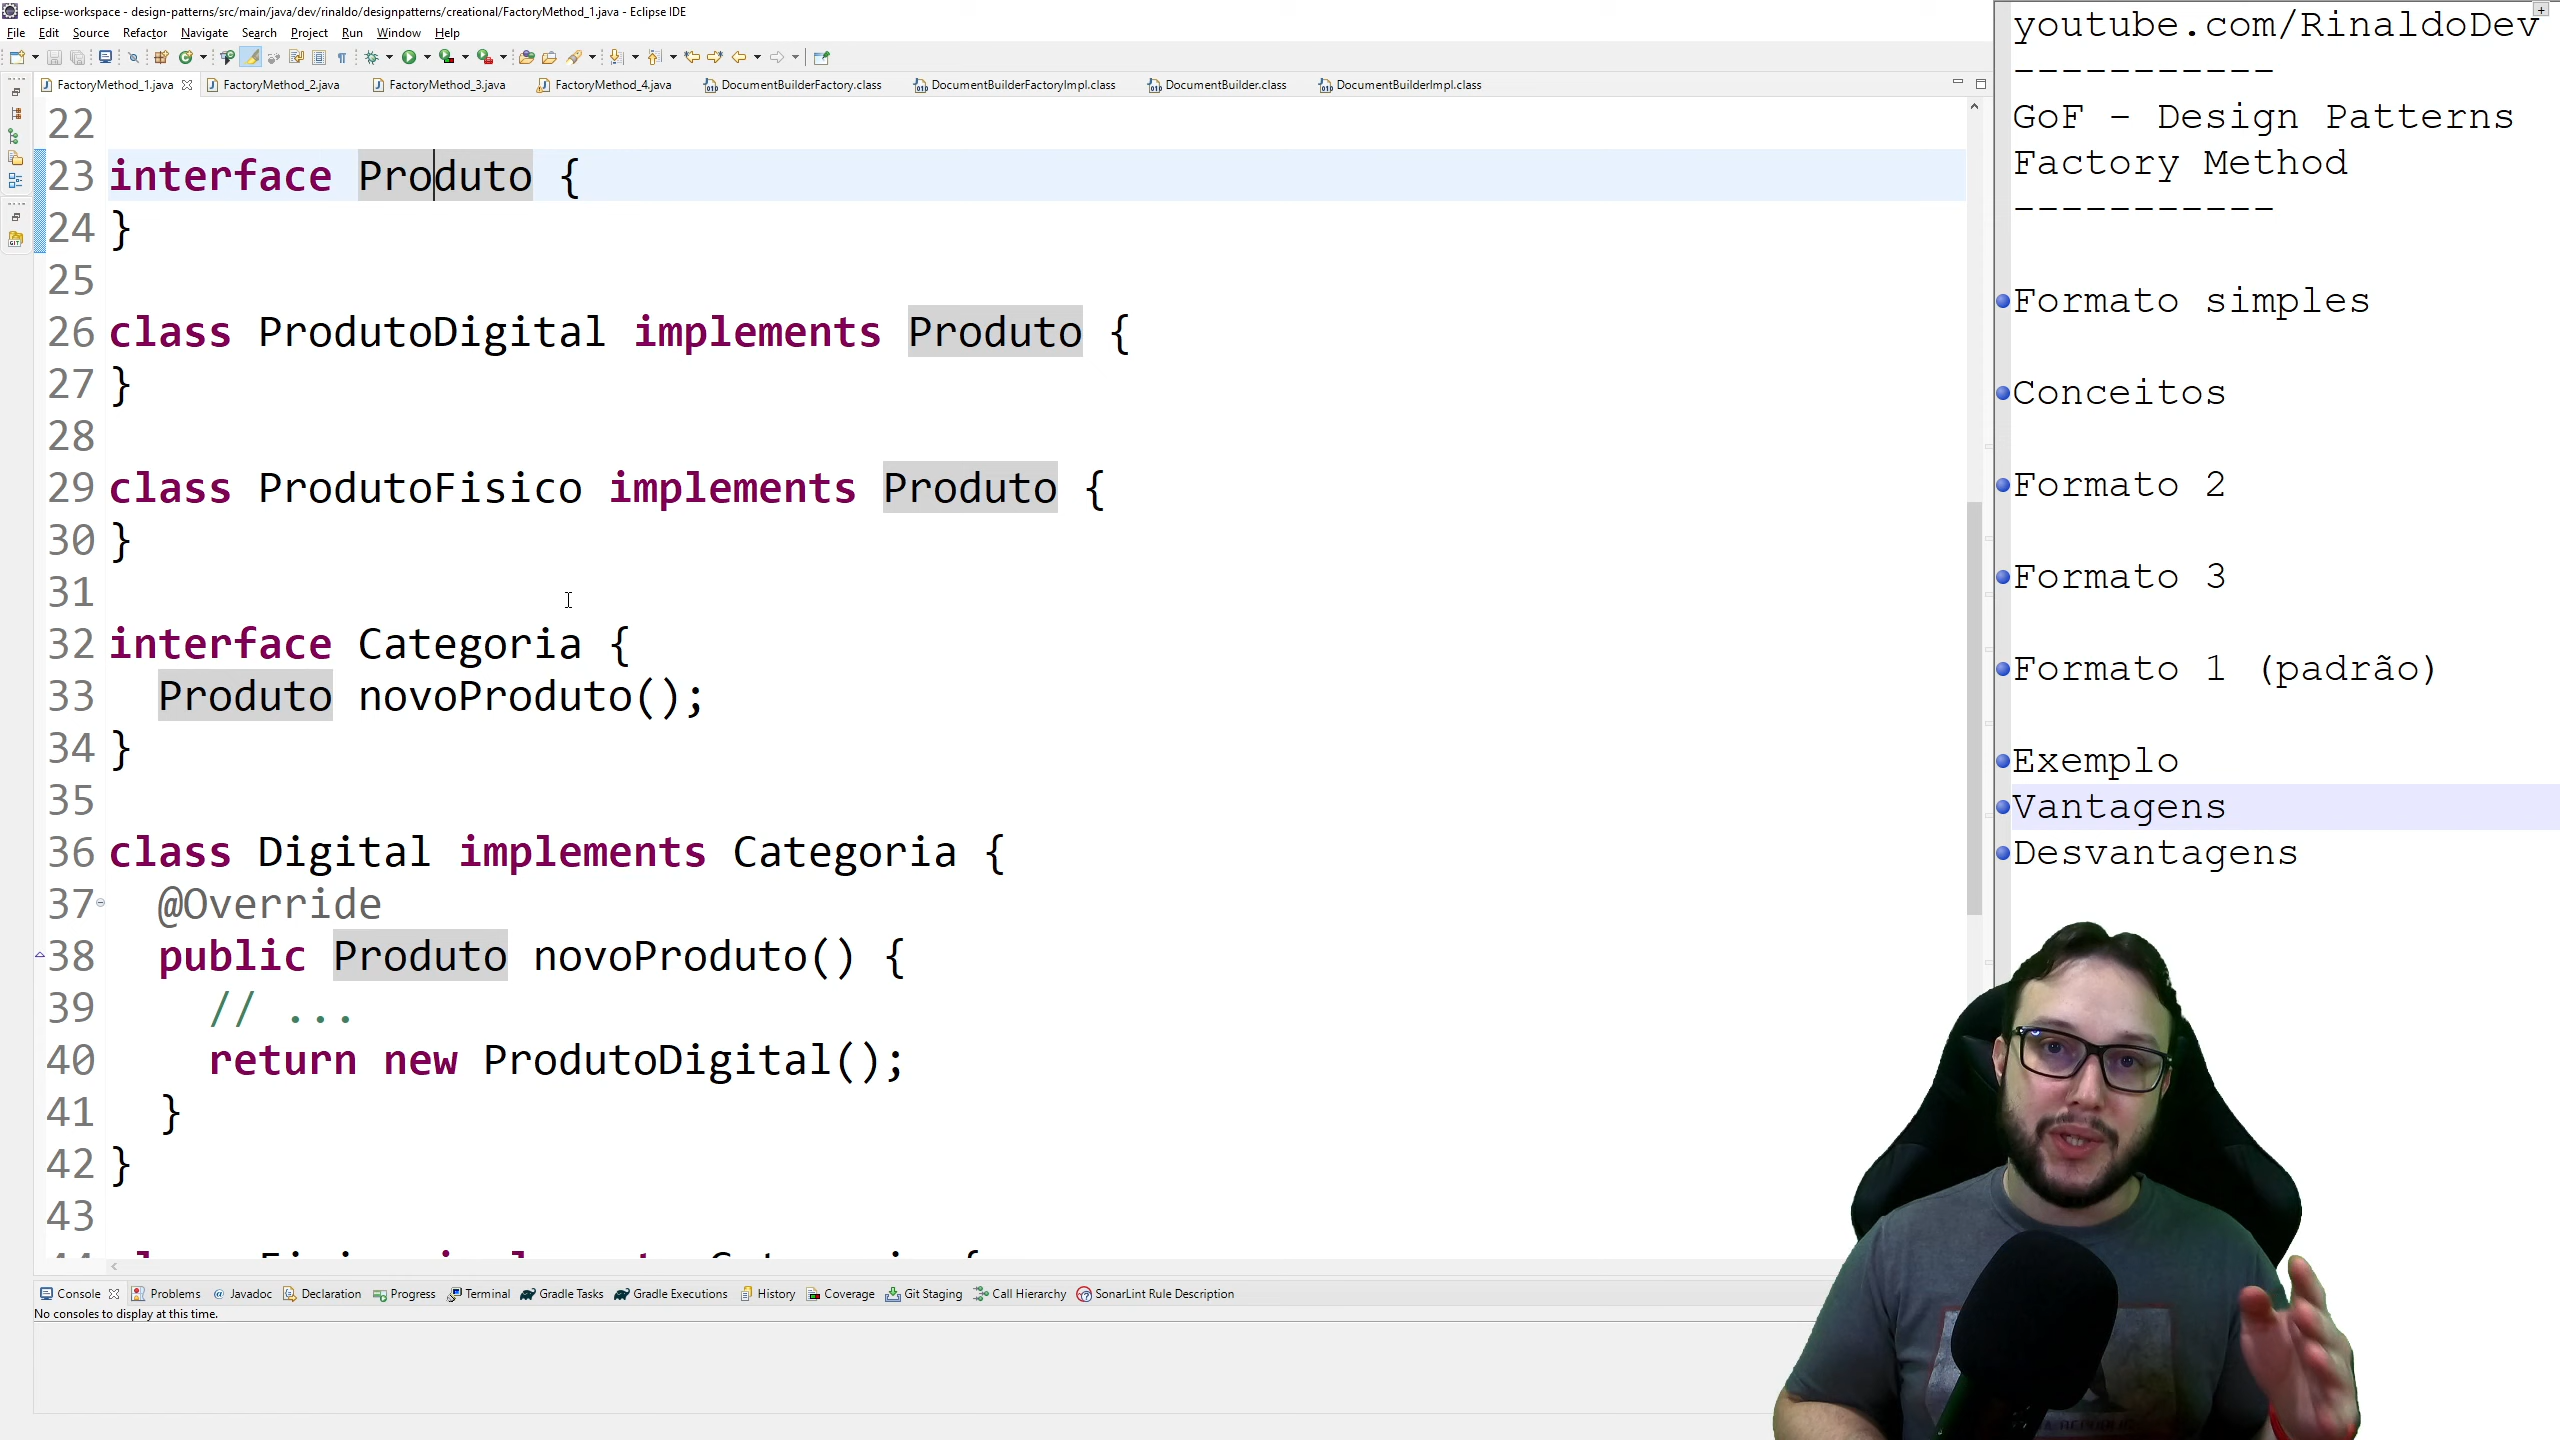 eclipse-workspace - design-patterns/src/main/java/dev/rinaldo/designpatterns/creational/FactoryMethod_1.java - Eclipse IDE
File Edit Source Refactor Navigate Search Project Run Window Help
FactoryMethod_1.java FactoryMethod_2.java FactoryMethod_3.java FactoryMethod_4.java DocumentBuilderFactory.class DocumentBuilderFactoryImpl.class DocumentBuilder.class DocumentBuilderImpl.class
22
23 interface Produto {
24 }
25
26 class ProdutoDigital implements Produto {
27 }
28
29 class ProdutoFisico implements Produto {
30 }
31
32 interface Categoria {
33 Produto novoProduto();
34 }
35
36 class Digital implements Categoria {
37 @Override
38 public Produto novoProduto() {
39 // ...
40 return new ProdutoDigital();
41 }
42 }
43
Console Problems @ Javadoc Declaration Progress Terminal Gradle Tasks Gradle Executions History Coverage Git Staging Call Hierarchy SonarLint Rule Description
No consoles to display at this time.
youtube.com/RinaldoDev
-----------
GoF - Design Patterns
Factory Method
-----------
Formato simples
Conceitos
Formato 2
Formato 3
Formato 1 (padrão)
Exemplo
Vantagens
Desvantagens